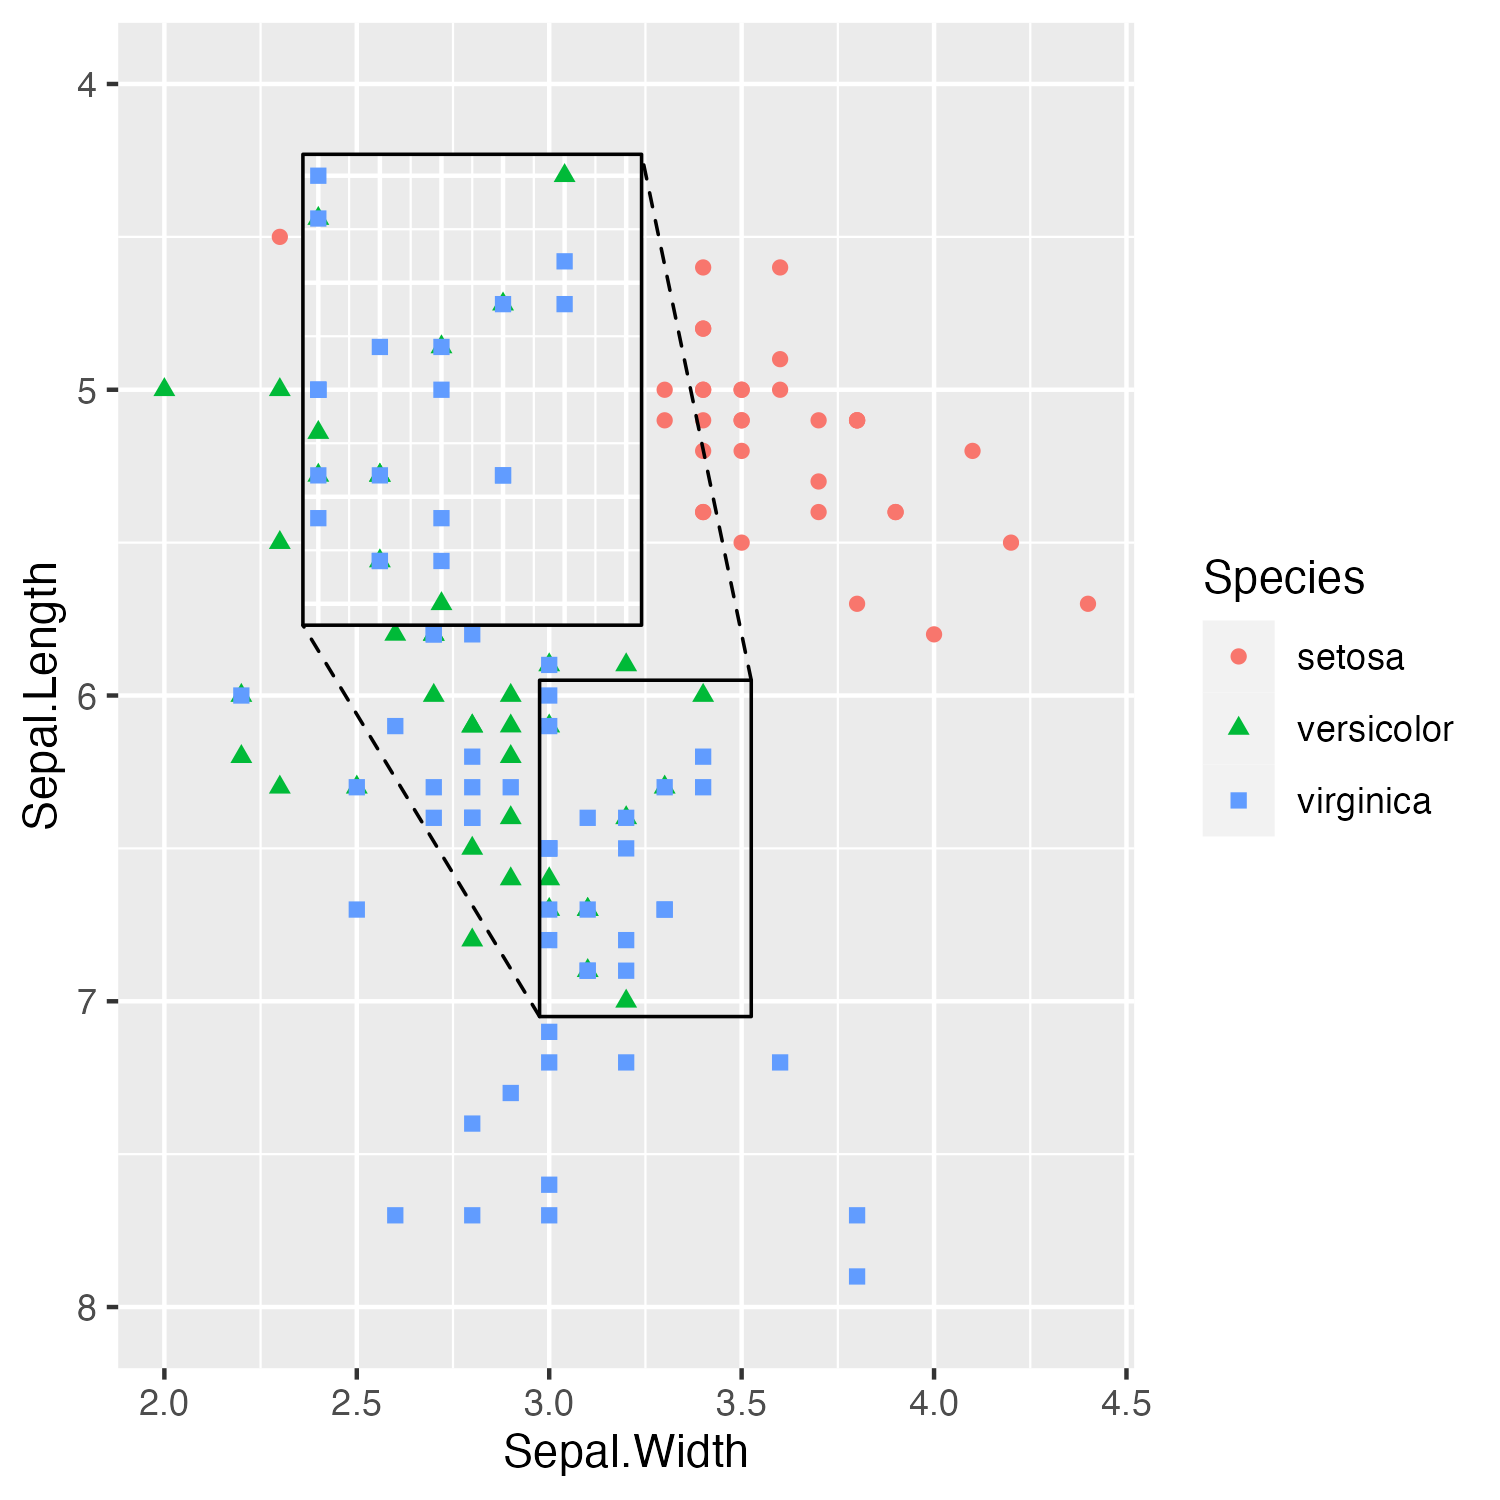 Sepal.Length
4
5
6
7
8
2.0 2.5 3.0 3.5 4.0 4.5
Sepal.Width
Species
setosa
versicolor
virginica